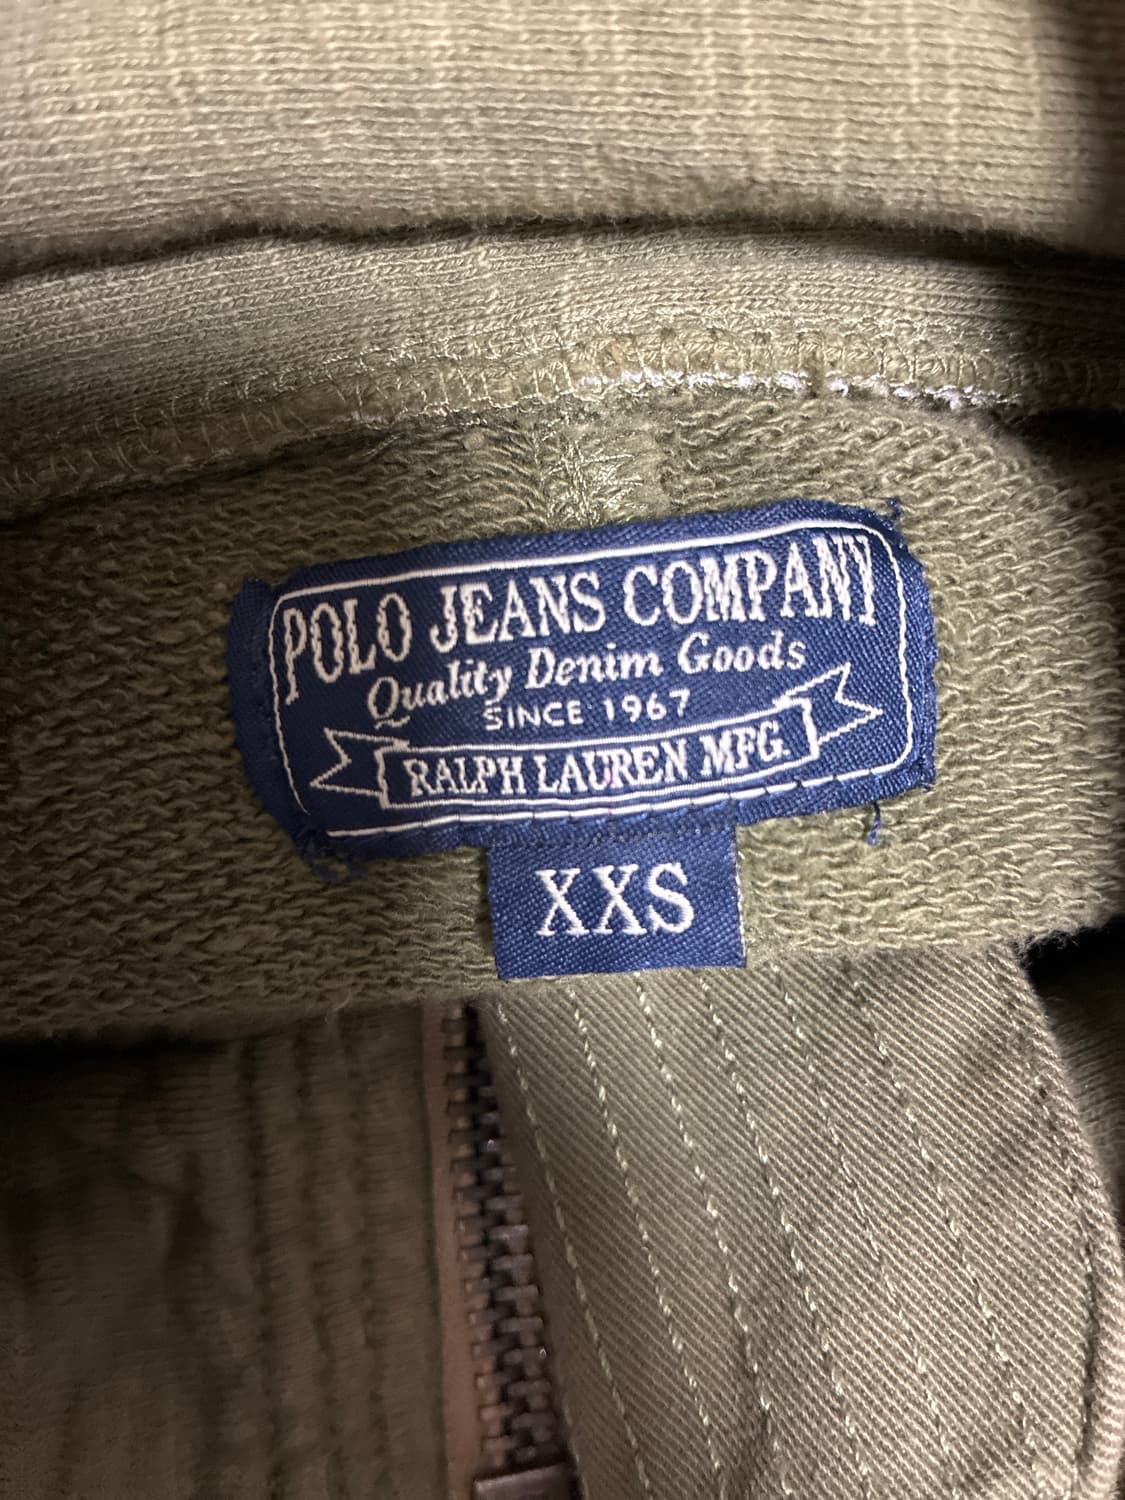 POLO JEANS COMPANY
Quality Denim Goods
SINCE 1967
RALPH LAUREN MFG.
XXS